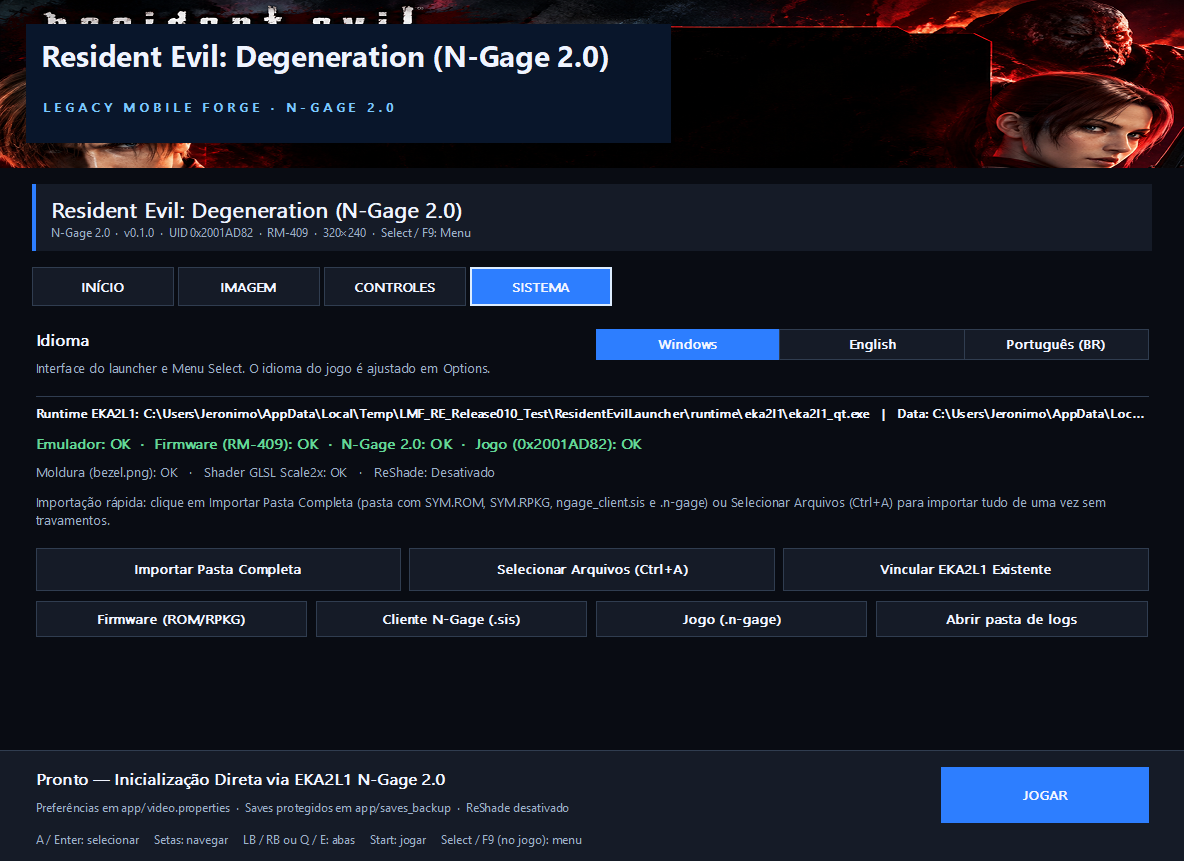 resident evil
Resident Evil: Degeneration (N-Gage 2.0)
LEGACY MOBILE FORGE · N-GAGE 2.0
Resident Evil: Degeneration (N-Gage 2.0)
N-Gage 2.0 · v0.1.0 · UID 0x2001AD82 · RM-409 · 320×240 · Select / F9: Menu
INÍCIO IMAGEM CONTROLES SISTEMA
Idioma
Windows English Português (BR)
Interface do launcher e Menu Select. O idioma do jogo é ajustado em Options.
Runtime EKA2L1: C:\Users\Jeronimo\AppData\Local\Temp\LMF_RE_Release010_Test\ResidentEvilLauncher\runtime\eka2l1\eka2l1_qt.exe | Data: C:\Users\Jeronimo\AppData\Loc...
Emulador: OK · Firmware (RM-409): OK · N-Gage 2.0: OK · Jogo (0x2001AD82): OK
Moldura (bezel.png): OK · Shader GLSL Scale2x: OK · ReShade: Desativado
Importação rápida: clique em Importar Pasta Completa (pasta com SYM.ROM, SYM.RPKG, ngage_client.sis e .n-gage) ou Selecionar Arquivos (Ctrl+A) para importar tudo de uma vez sem
travamentos.
Importar Pasta Completa Selecionar Arquivos (Ctrl+A) Vincular EKA2L1 Existente
Firmware (ROM/RPKG) Cliente N-Gage (.sis) Jogo (.n-gage) Abrir pasta de logs
Pronto — Inicialização Direta via EKA2L1 N-Gage 2.0
Preferências em app/video.properties · Saves protegidos em app/saves_backup · ReShade desativado
JOGAR
A / Enter: selecionar Setas: navegar LB / RB ou Q / E: abas Start: jogar Select / F9 (no jogo): menu